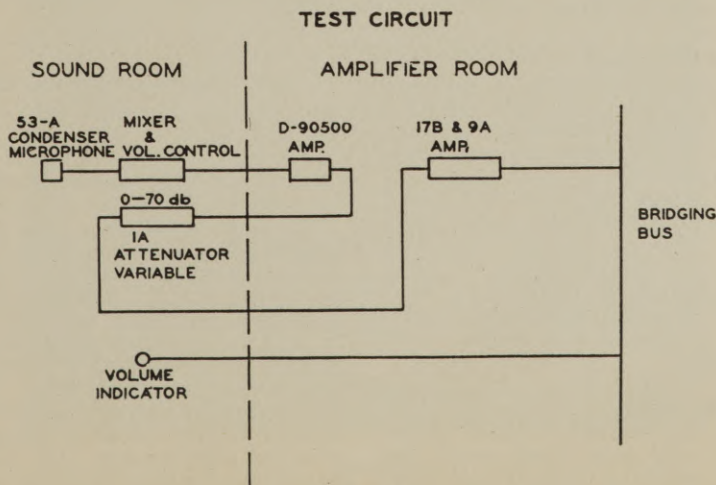 TEST CIRCUIT
SOUND ROOM
AMPLIFIER ROOM
53-A
CONDENSER
MICROPHONE
MIXER
&
VOL. CONTROL
D-90500
AMP.
17B & 9A
AMP.
0-70 db
1A
ATTENUATOR
VARIABLE
BRIDGING
BUS
VOLUME
INDICATOR